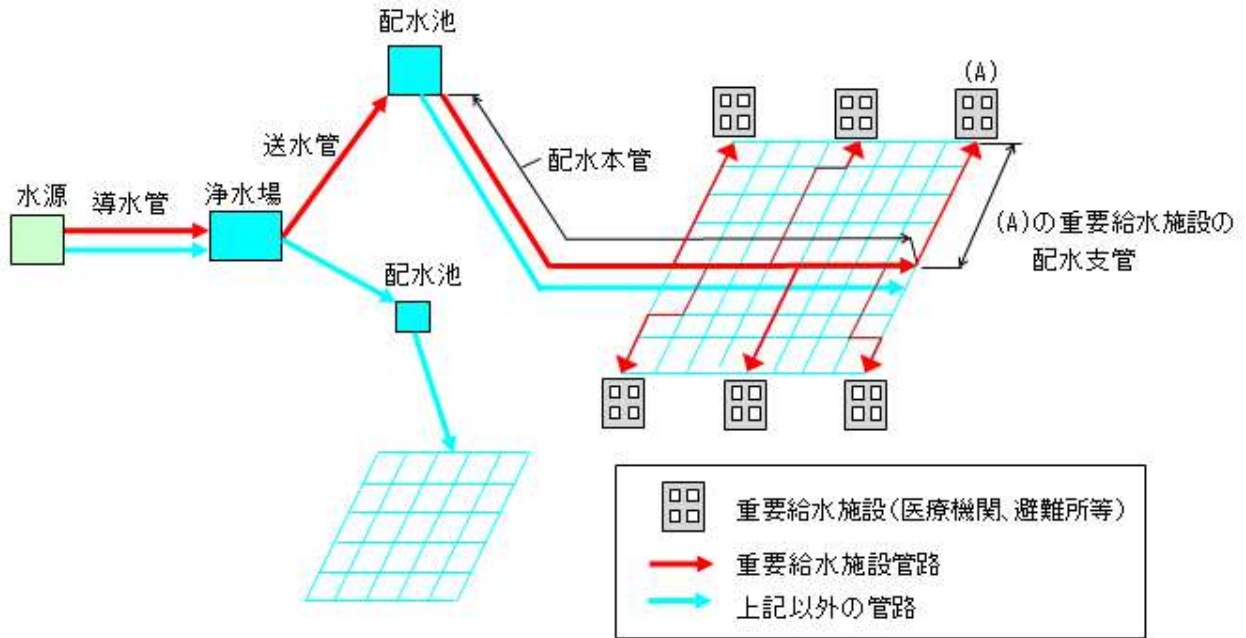 配水池
(A)
送水管
配水本管
水源
導水管
浄水場
(A)の重要給水施設の
配水支管
配水池
重要給水施設(医療機関、避難所等)
重要給水施設管路
上記以外の管路